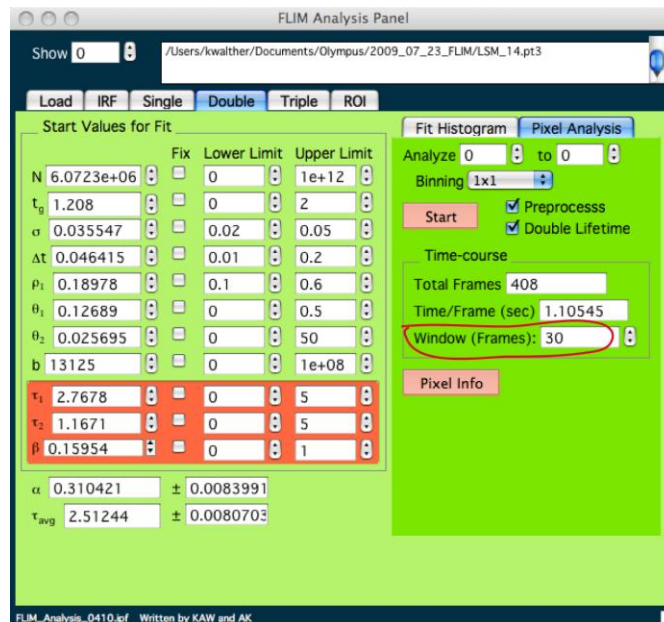 FLIM Analysis Panel
Show 0 /Users/kwalther/Documents/Olympus/2009_07_23_FLIM/LSM_14.pt3
Load IRF Single Double Triple ROI
Start Values for Fit
Fix Lower Limit Upper Limit
N 6.0723e+06 0 1e+12
tg 1.208 0 2
σ 0.035547 0.02 0.05
Δt 0.046415 0.01 0.2
ρ1 0.18978 0.1 0.6
θ1 0.12689 0 0.5
θ2 0.025695 0 50
b 13125 0 1e+08
τ1 2.7678 0 5
τ2 1.1671 0 5
β 0.15954 0 1
α 0.310421 ± 0.0083991
τavg 2.51244 ± 0.0080703
Fit Histogram Pixel Analysis
Analyze 0 to 0
Binning 1x1
Start Preprocesss
Double Lifetime
Time-course
Total Frames 408
Time/Frame (sec) 1.10545
Window (Frames): 30
Pixel Info
FLIM_Analysis_0410.ipf Written by KAW and AK